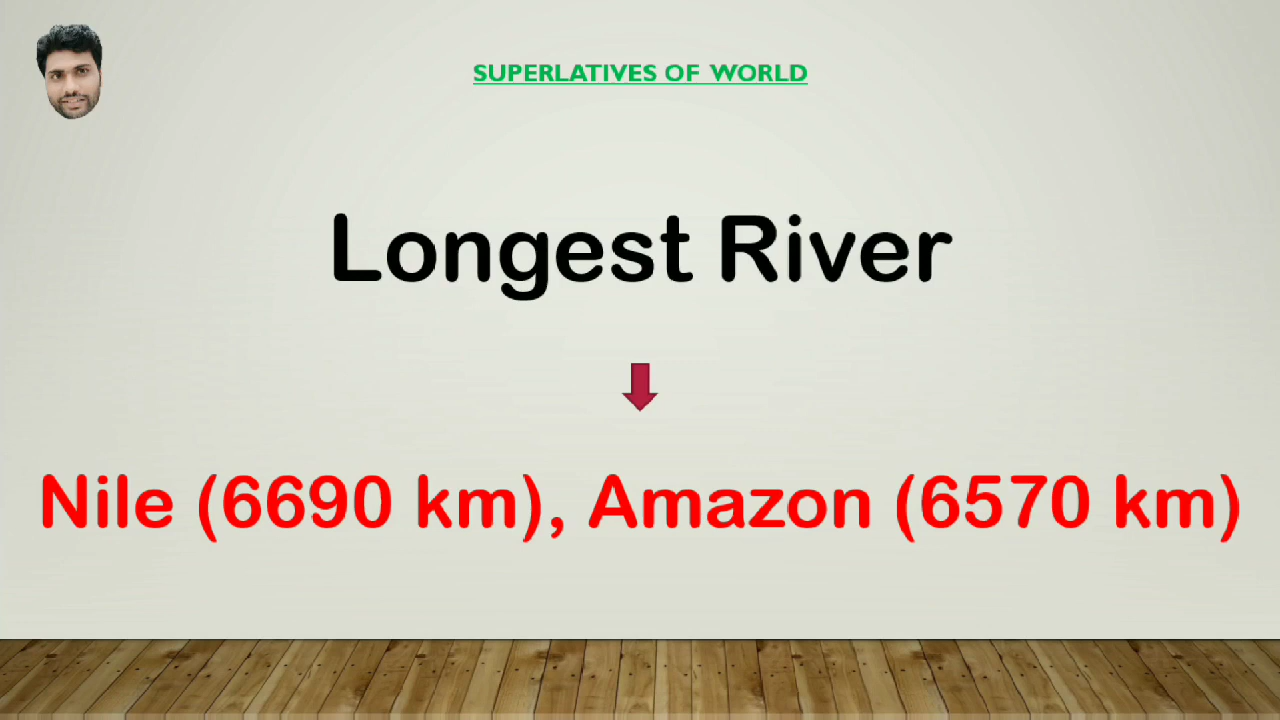 SUPERLATIVES OF WORLD
Longest River
Nile (6690 km), Amazon (6570 km)